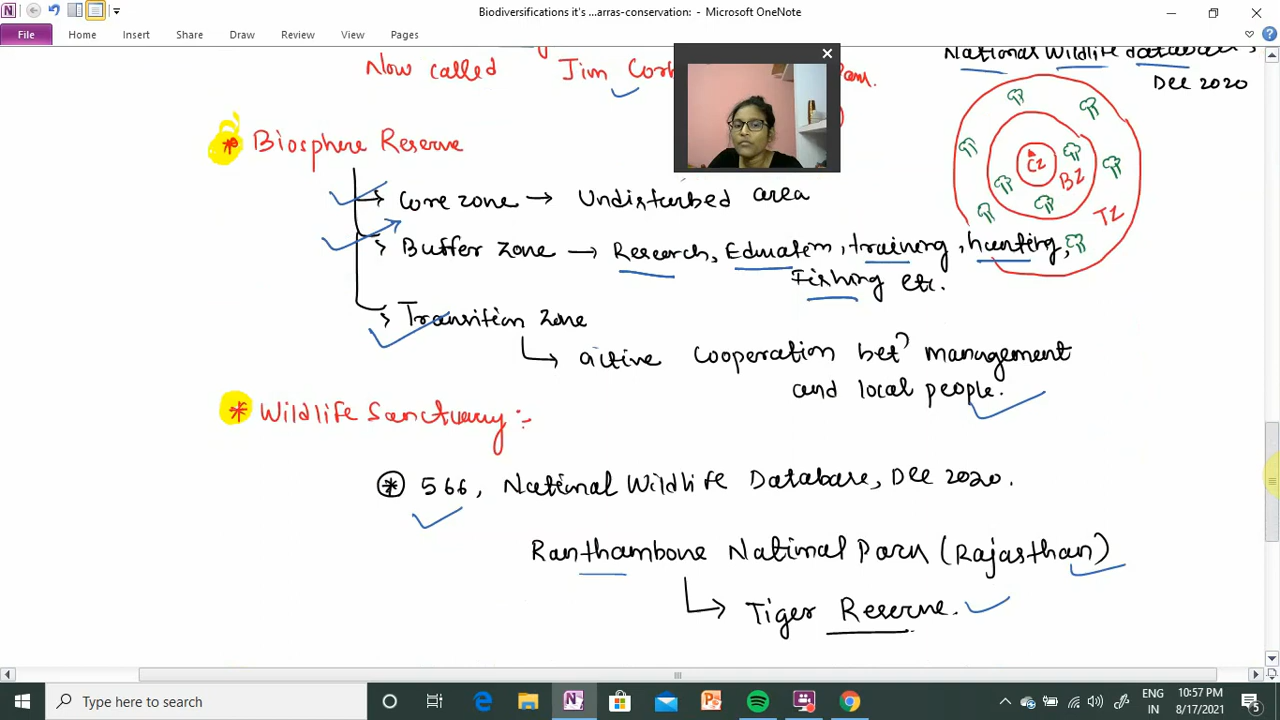 Biodiversifications it's ...arras-conservation: - Microsoft OneNote
File Home Insert Share Draw Review View Pages
National Wildlife database,
Dec 2020
Now called Jim
* Biosphere Reserve
→ Core zone → Undisturbed area
→ Buffer zone → Research, Education, training, hunting,
Fishing etc.
→ Transition zone
→ active cooperation betⁿ management
and local people.
CZ
BZ
TZ
* Wildlife Sanctuary :-
* 566, National Wildlife Database, Dec 2020.
Ranthambone National Park (Rajasthan)
→ Tiger Reserve.
Type here to search
ENG
IN
10:57 PM
8/17/2021
5